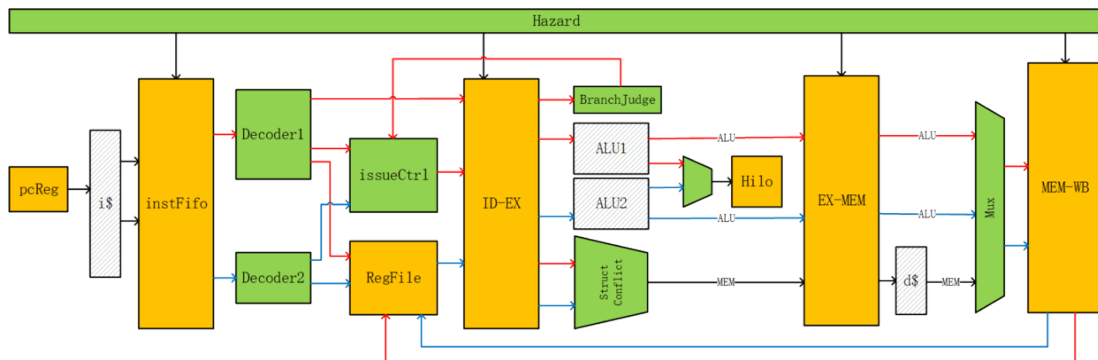 Hazard
pcReg
i$
instFifo
Decoder1
Decoder2
issueCtrl
RegFile
ID-EX
BranchJudge
ALU1
ALU2
Struct
Conflict
Hilo
ALU
ALU
MEM
EX-MEM
ALU
ALU
d$
MEM
Mux
MEM-WB